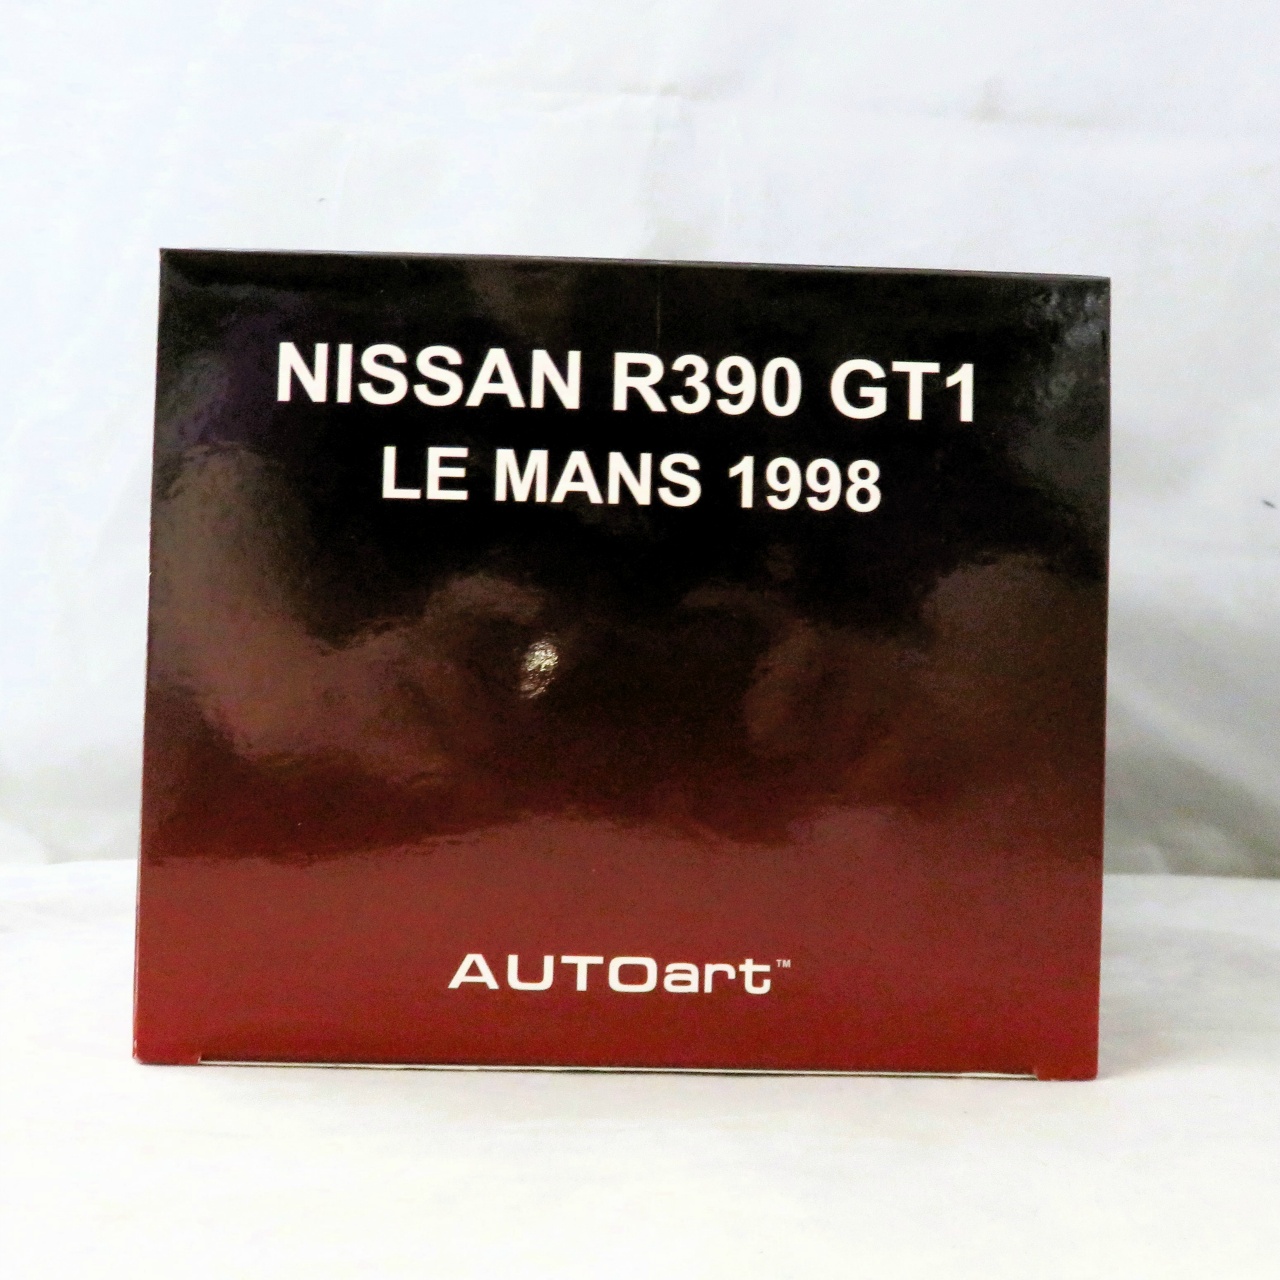 NISSAN R390 GT1
LE MANS 1998
AUTOart™